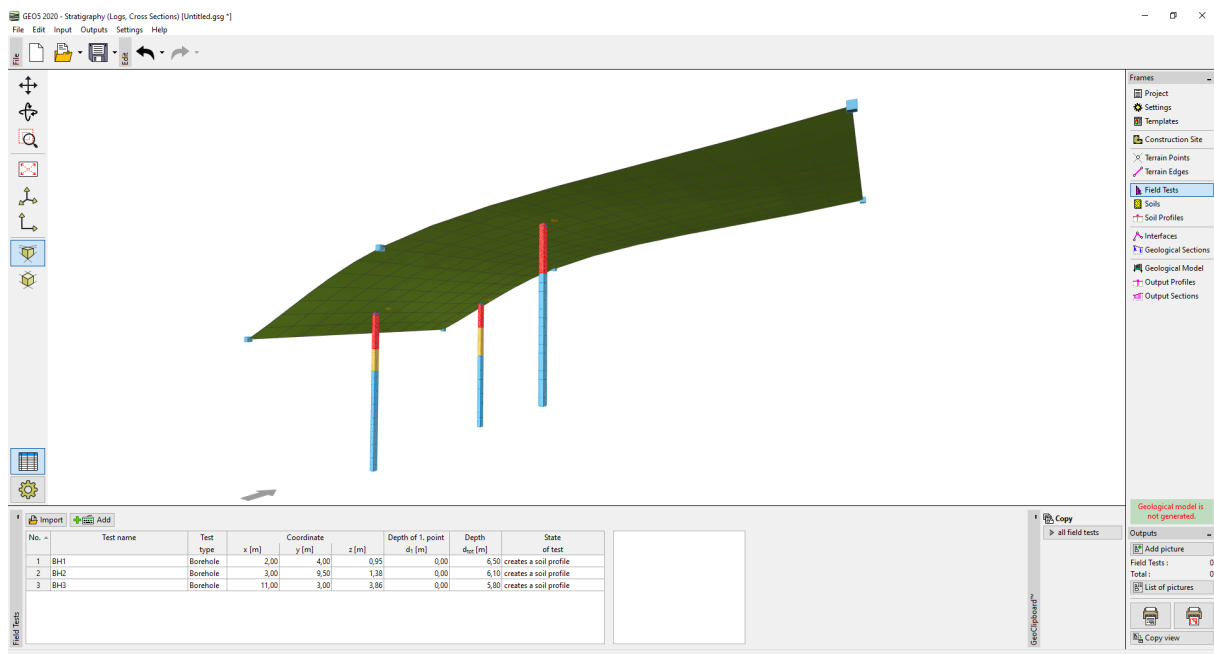 GEO5 2020 - Stratigraphy (Logs, Cross Sections) [Untitled.gsg *]
File Edit Input Outputs Settings Help
File
Edit
Frames
Project
Settings
Templates
Construction Site
Terrain Points
Terrain Edges
Field Tests
Soils
Soil Profiles
Interfaces
Geological Sections
Geological Model
Output Profiles
Output Sections
Geological model is
not generated.
Outputs
Add picture
Field Tests : 0
Total : 0
List of pictures
Copy view
Import Add
No. Test name Test Coordinate Depth of 1. point Depth State
type x [m] y [m] z [m] d₁ [m] dtot [m] of test
1 BH1 Borehole 2,00 4,00 0,95 0,00 6,50 creates a soil profile
2 BH2 Borehole 3,00 9,50 1,38 0,00 6,10 creates a soil profile
3 BH3 Borehole 11,00 3,00 3,86 0,00 5,80 creates a soil profile
Field Tests
Copy
all field tests
GeoClipboard™